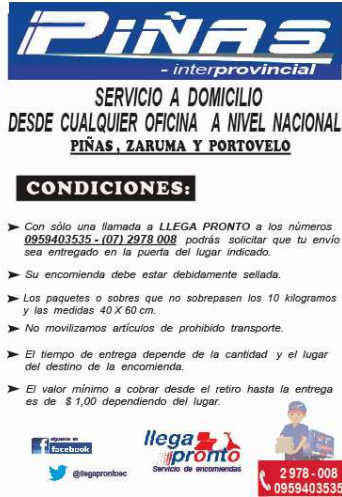 PIÑAS
- interprovincial
SERVICIO A DOMICILIO
DESDE CUALQUIER OFICINA A NIVEL NACIONAL
PIÑAS, ZARUMA Y PORTOVELO
CONDICIONES:
➤ Con sólo una llamada a LLEGA PRONTO a los números
0959403535 - (07) 2978 008 podrás solicitar que tu envío
sea entregado en la puerta del lugar indicado.
➤ Su encomienda debe estar debidamente sellada.
➤ Los paquetes o sobres que no sobrepasen los 10 kilogramos
y las medidas 40 X 60 cm.
➤ No movilizamos artículos de prohibido transporte.
➤ El tiempo de entrega depende de la cantidad y el lugar
del destino de la encomienda.
➤ El valor mínimo a cobrar desde el retiro hasta la entrega
es de $ 1,00 dependiendo del lugar.
síguenos en
facebook
@llegaprontoec
llega
pronto
Servicio de encomiendas
2 978 - 008
0959403535